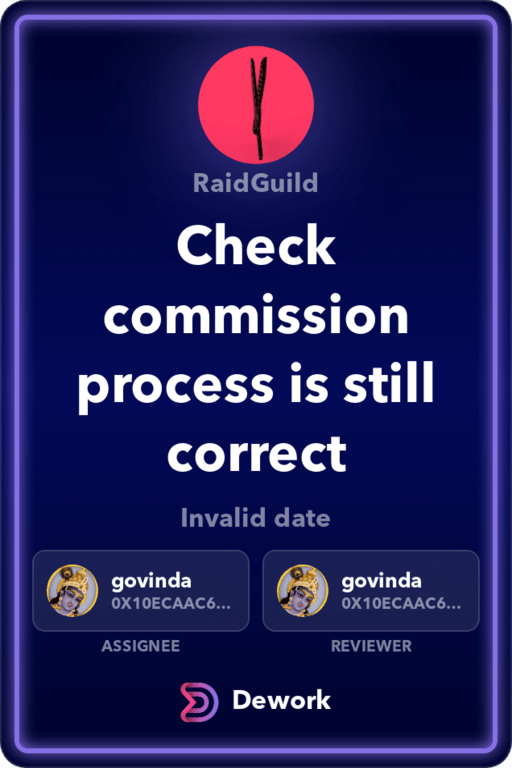 RaidGuild
Check
commission
process is still
correct
Invalid date
govinda
0X10ECAAC6...
ASSIGNEE
govinda
0X10ECAAC6...
REVIEWER
Dework